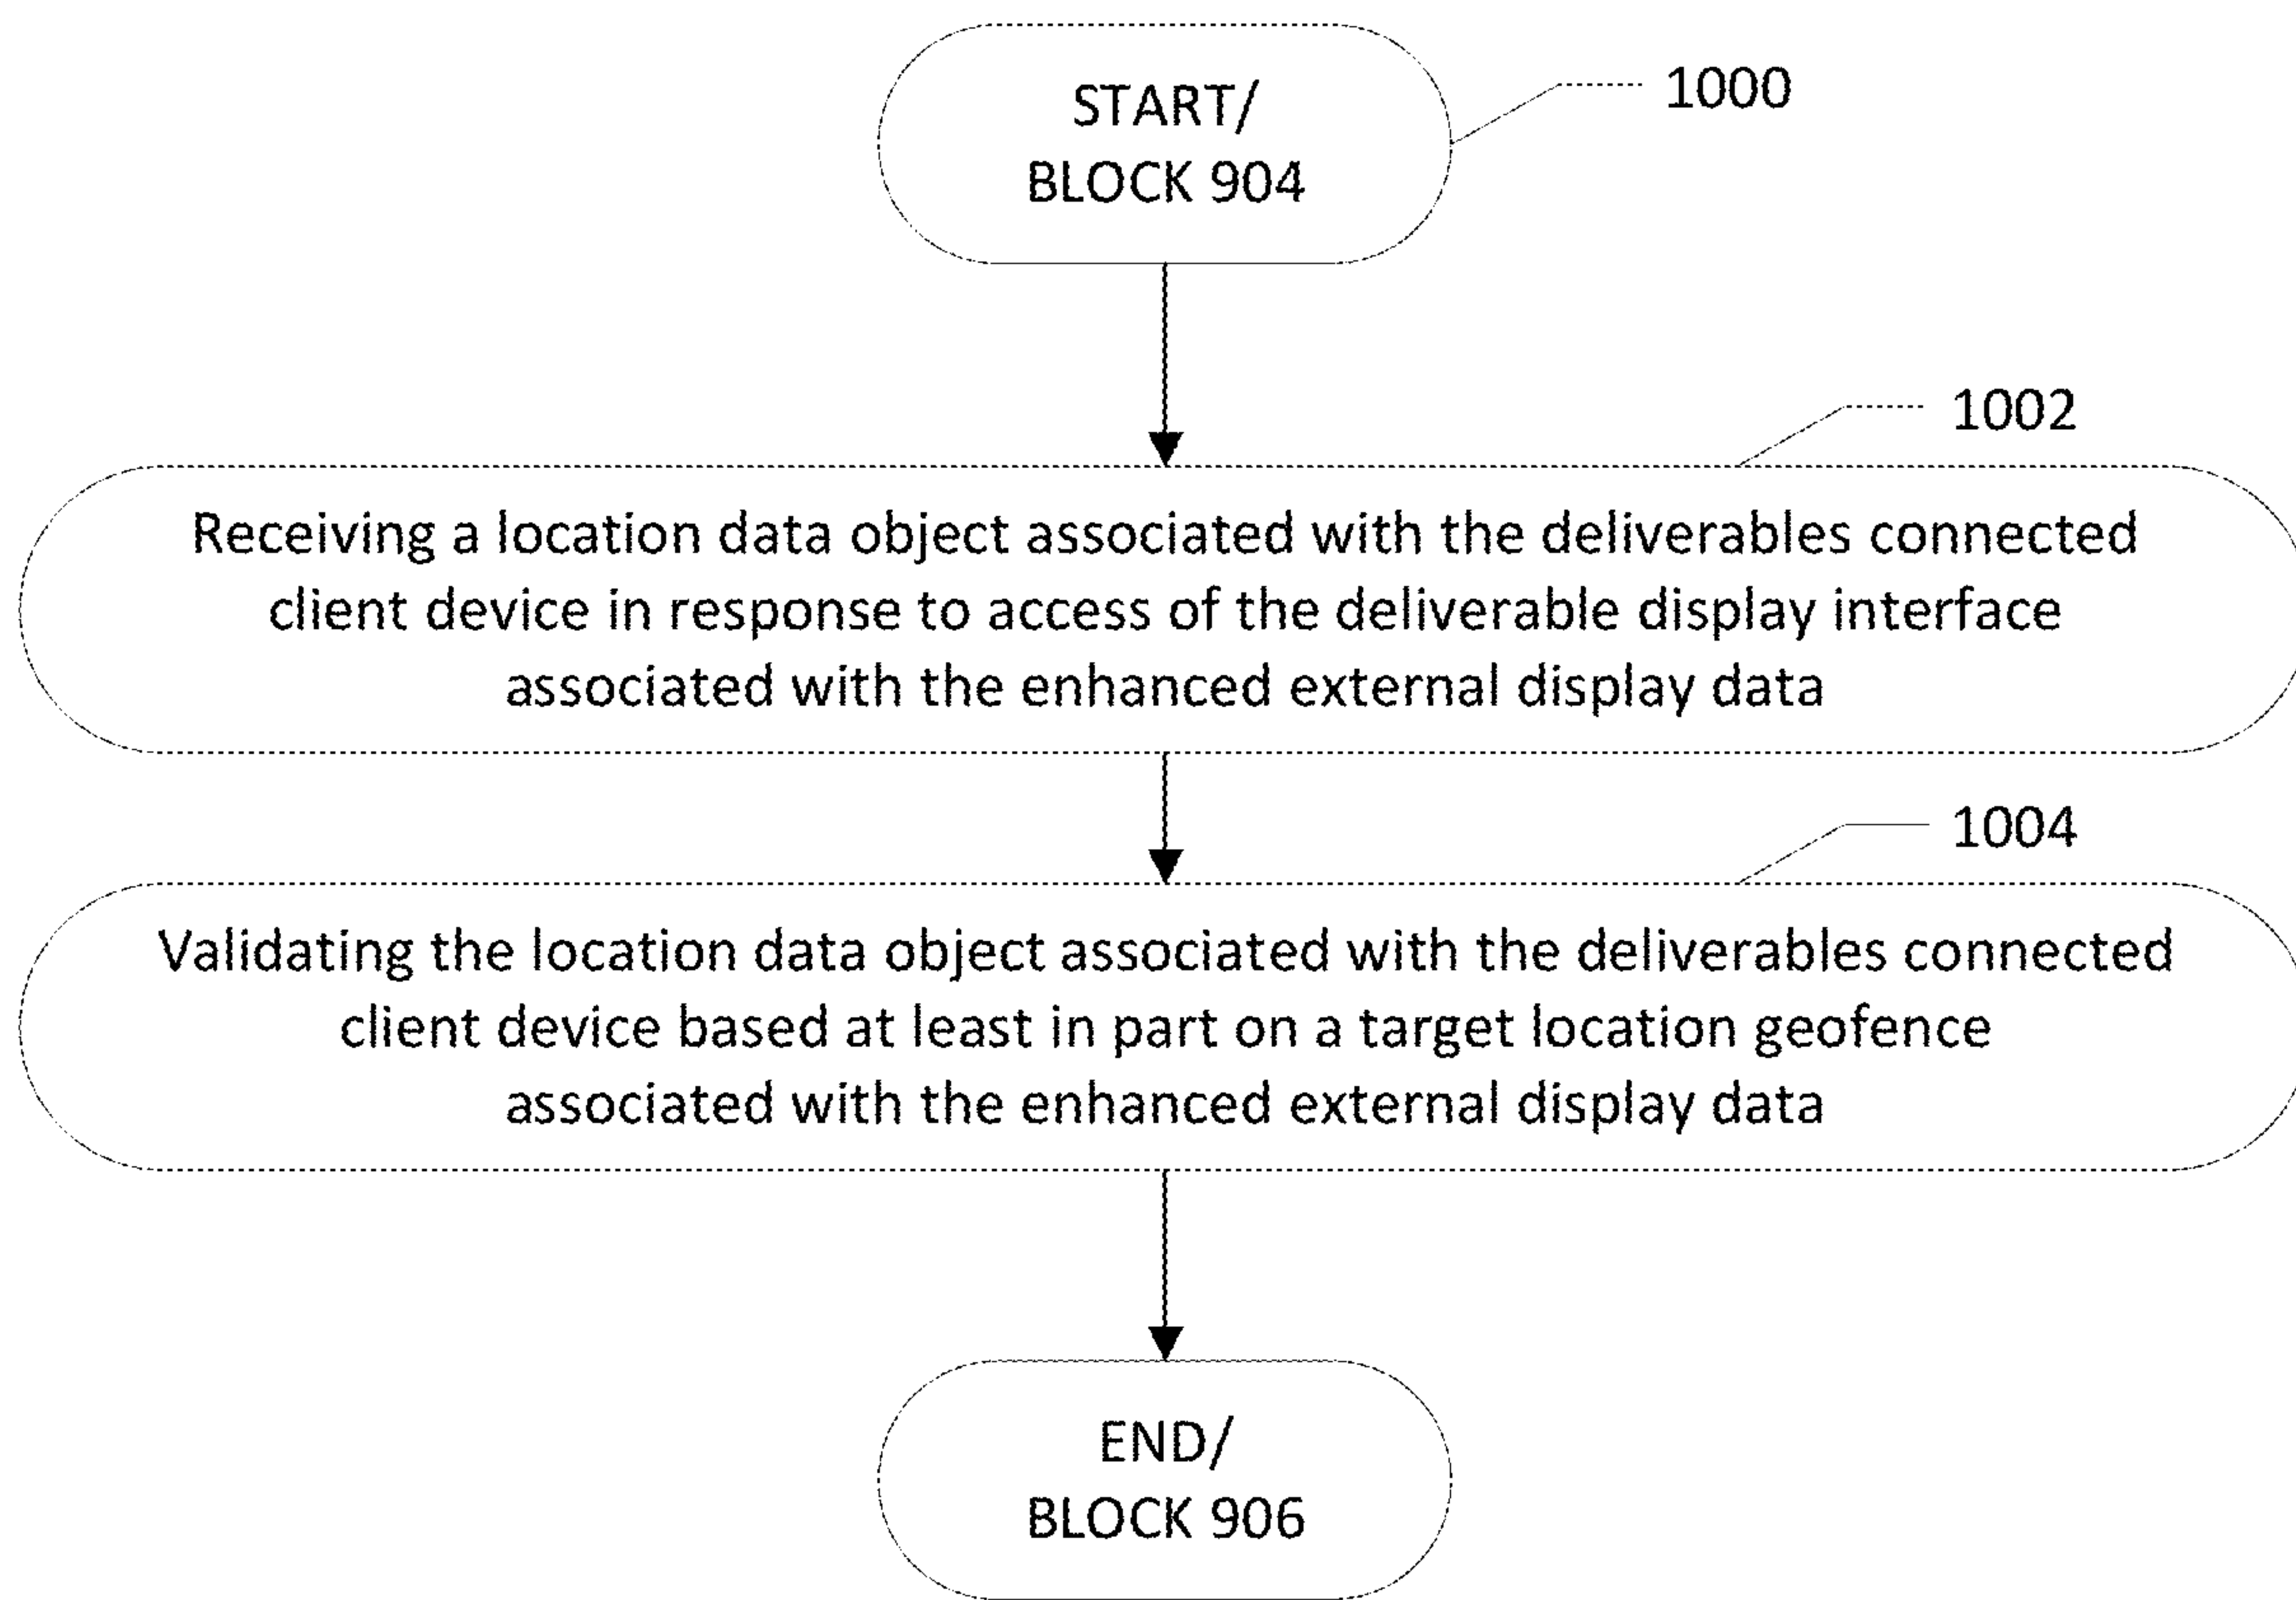 START/
BLOCK 904
1000
1002
Receiving a location data object associated with the deliverables connected
client device in response to access of the deliverable display interface
associated with the enhanced external display data
1004
Validating the location data object associated with the deliverables connected
client device based at least in part on a target location geofence
associated with the enhanced external display data
END/
BLOCK 906